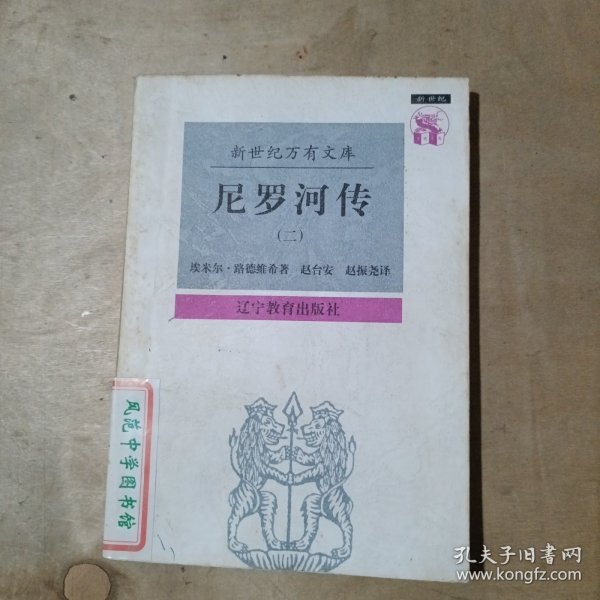 新世纪
新世纪万有文库
尼罗河传
(二)
埃米尔·路德维希著 赵台安 赵振尧译
辽宁教育出版社
风范中学图书馆
孔夫子旧书网
www.kongfz.com